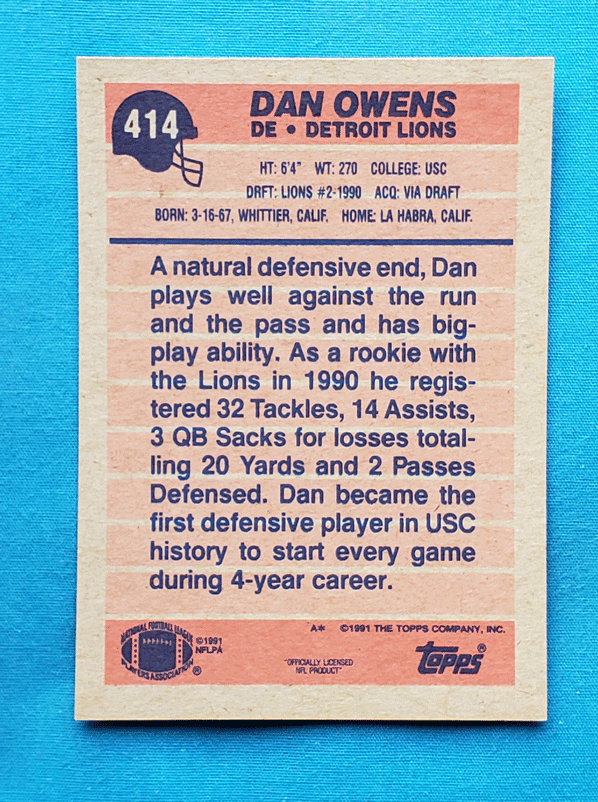 414
DAN OWENS
DE • DETROIT LIONS
HT: 6'4" WT: 270 COLLEGE: USC
DRFT: LIONS #2-1990 ACQ: VIA DRAFT
BORN: 3-16-67, WHITTIER, CALIF. HOME: LA HABRA, CALIF.
A natural defensive end, Dan
plays well against the run
and the pass and has big-
play ability. As a rookie with
the Lions in 1990 he regis-
tered 32 Tackles, 14 Assists,
3 QB Sacks for losses total-
ling 20 Yards and 2 Passes
Defensed. Dan became the
first defensive player in USC
history to start every game
during 4-year career.
A* ©1991 THE TOPPS COMPANY, INC.
NATIONAL FOOTBALL LEAGUE
PLAYERS ASSOCIATION ®
©1991
NFLPA
"OFFICIALLY LICENSED
NFL PRODUCT"
topps®